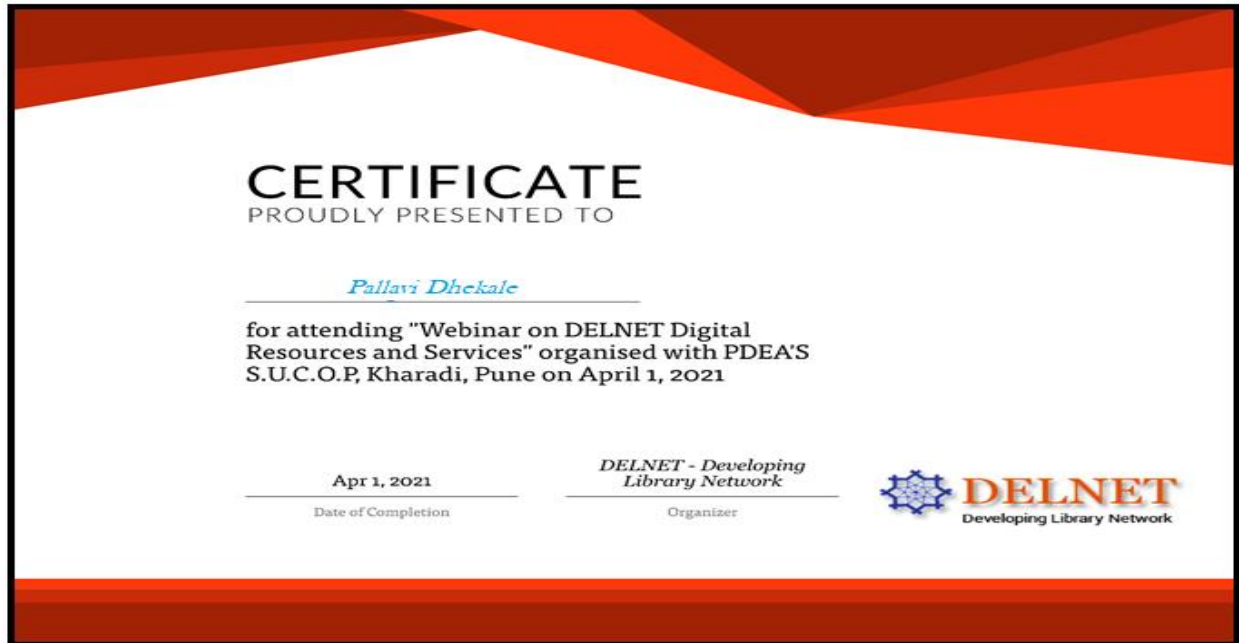 CERTIFICATE
PROUDLY PRESENTED TO
Pallavi Dhekale
for attending "Webinar on DELNET Digital
Resources and Services" organised with PDEA'S
S.U.C.O.P, Kharadi, Pune on April 1, 2021
Apr 1, 2021
Date of Completion
DELNET - Developing
Library Network
Organizer
DELNET
Developing Library Network